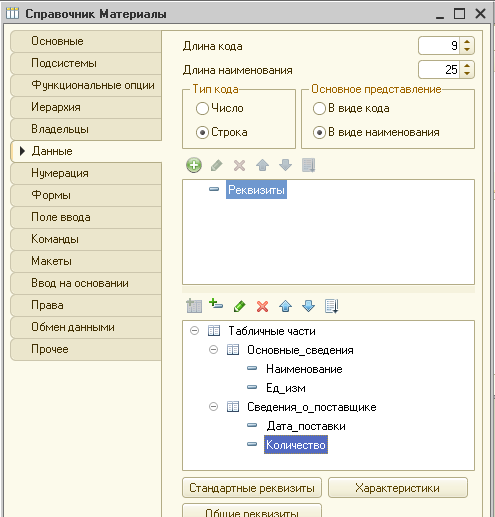 Справочник Материалы
Основные
Подсистемы
Функциональные опции
Иерархия
Владельцы
Данные
Нумерация
Формы
Поле ввода
Команды
Макеты
Ввод на основании
Права
Обмен данными
Прочее
Длина кода 9
Длина наименования 25
Тип кода
Число
Строка
Основное представление
В виде кода
В виде наименования
Реквизиты
Табличные части
Основные_сведения
Наименование
Ед_изм
Сведения_о_поставщике
Дата_поставки
Количество
Стандартные реквизиты
Характеристики
Общие реквизиты